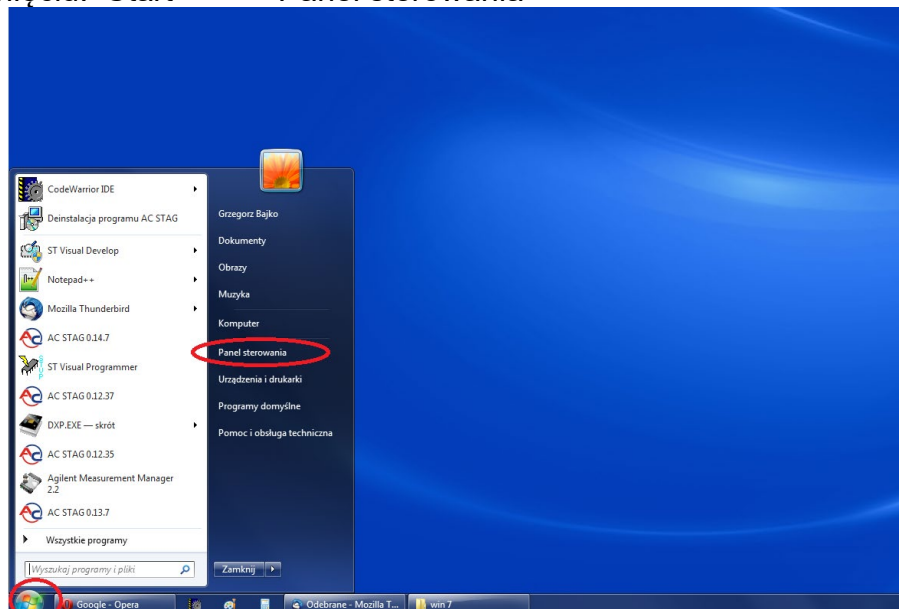 Start
Panel sterowania
CodeWarrior IDE
Deinstalacja programu AC STAG
ST Visual Develop
Notepad++
Mozilla Thunderbird
AC STAG 0.14.7
ST Visual Programmer
AC STAG 0.12.37
DXP.EXE — skrót
AC STAG 0.12.35
Agilent Measurement Manager
2.2
AC STAG 0.13.7
Wszystkie programy
Wyszukaj programy i pliki
Grzegorz Bajko
Dokumenty
Obrazy
Muzyka
Komputer
Panel sterowania
Urządzenia i drukarki
Programy domyślne
Pomoc i obsługa techniczna
Zamknij
Google - Opera
Odebrane - Mozilla T...
win 7